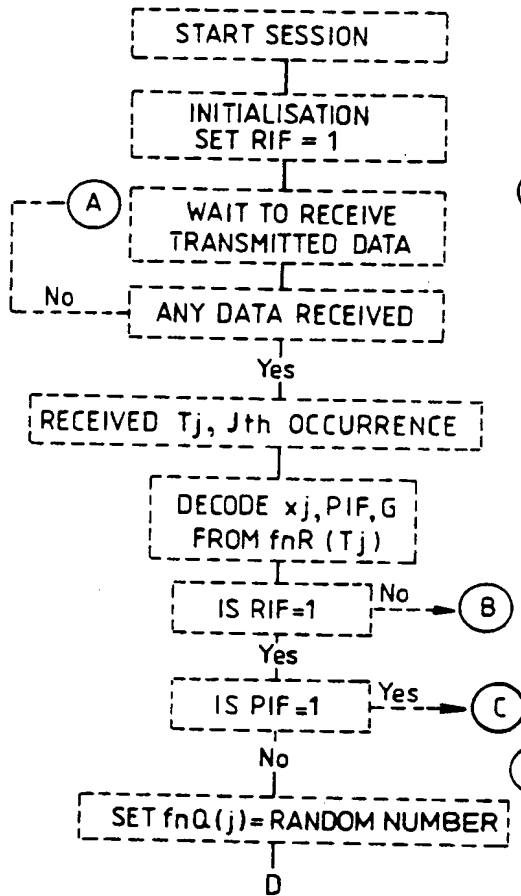 START SESSION
INITIALISATION
SET RIF = 1
A
WAIT TO RECEIVE
TRANSMITTED DATA
No
ANY DATA RECEIVED
Yes
RECEIVED Tj, Jth OCCURRENCE
DECODE xj, PIF, G
FROM fnR (Tj)
IS RIF=1
No
B
Yes
IS PIF=1
Yes
C
No
SET fnQ(j)= RANDOM NUMBER
D